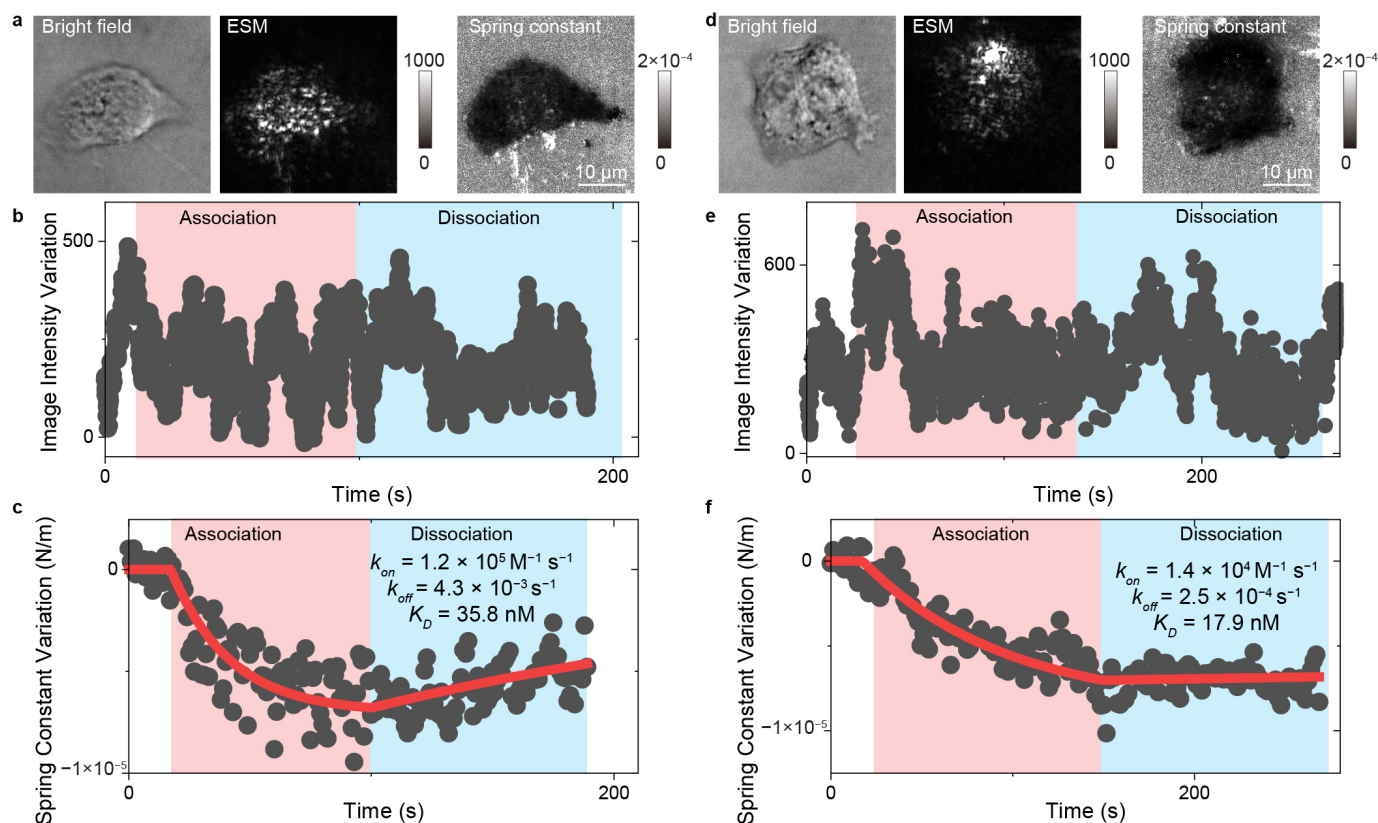 a
Bright field
ESM
1000
0
Spring constant
2×10⁻⁴
0
10 μm
d
Bright field
ESM
1000
0
Spring constant
2×10⁻⁴
0
10 μm
b
Association
Dissociation
Image Intensity Variation
500
0
0
200
Time (s)
e
Association
Dissociation
Image Intensity Variation
600
0
0
200
Time (s)
c
Association
Dissociation
kon = 1.2 × 10⁵ M⁻¹ s⁻¹
koff = 4.3 × 10⁻³ s⁻¹
KD = 35.8 nM
Spring Constant Variation (N/m)
0
−1×10⁻⁵
0
200
Time (s)
f
Association
Dissociation
kon = 1.4 × 10⁴ M⁻¹ s⁻¹
koff = 2.5 × 10⁻⁴ s⁻¹
KD = 17.9 nM
Spring Constant Variation (N/m)
0
−1×10⁻⁵
0
200
Time (s)